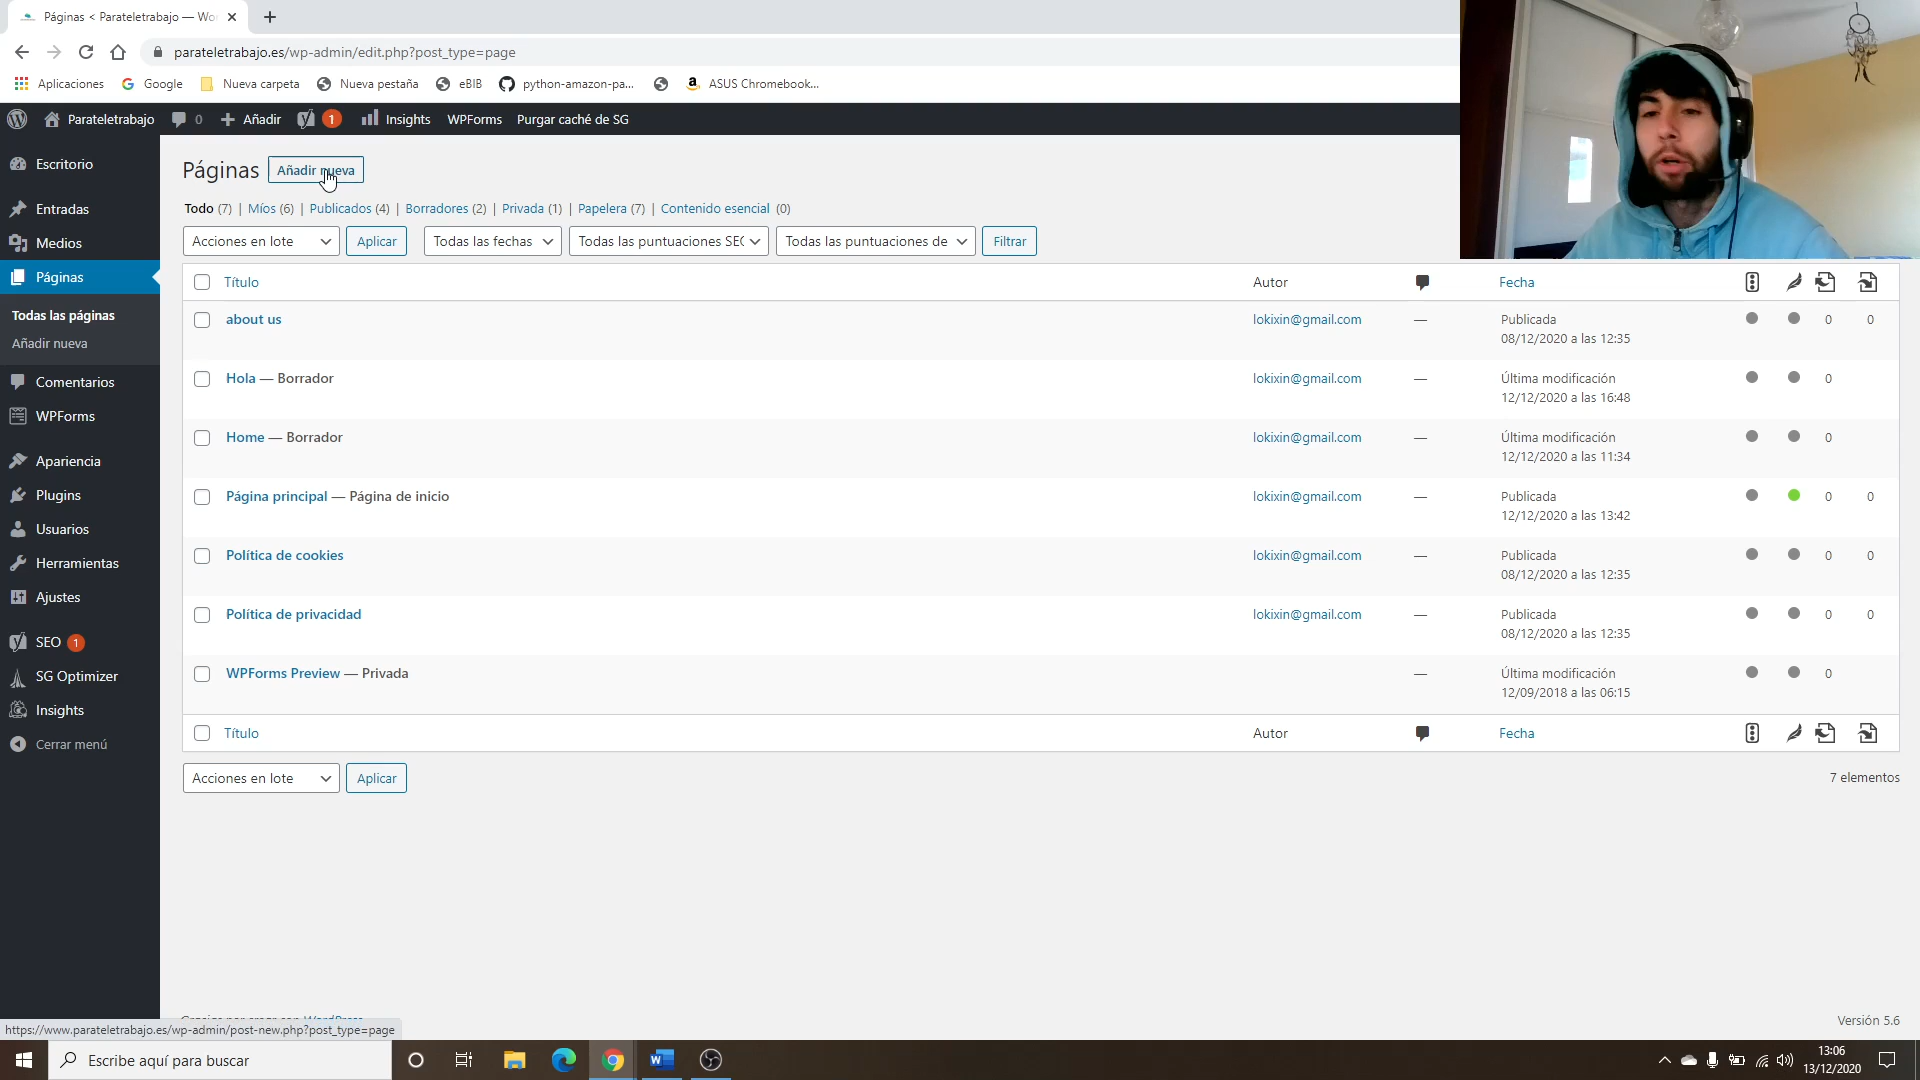 Páginas < Parateletrabajo — Wo
parateletrabajo.es/wp-admin/edit.php?post_type=page
Aplicaciones Google Nueva carpeta Nueva pestaña eBIB python-amazon-pa... ASUS Chromebook...
Parateletrabajo 0 Añadir 1 Insights WPForms Purgar caché de SG
Escritorio
Entradas
Medios
Páginas
Todas las páginas
Añadir nueva
Comentarios
WPForms
Apariencia
Plugins
Usuarios
Herramientas
Ajustes
SEO 1
SG Optimizer
Insights
Cerrar menú
Páginas Añadir nueva
Todo (7) | Míos (6) | Publicados (4) | Borradores (2) | Privada (1) | Papelera (7) | Contenido esencial (0)
Acciones en lote Aplicar Todas las fechas Todas las puntuaciones SE Todas las puntuaciones de Filtrar
Título Autor Fecha
about us lokixin@gmail.com — Publicada 0 0
08/12/2020 a las 12:35
Hola — Borrador lokixin@gmail.com — Última modificación 0
12/12/2020 a las 16:48
Home — Borrador lokixin@gmail.com — Última modificación 0
12/12/2020 a las 11:34
Página principal — Página de inicio lokixin@gmail.com — Publicada 0 0
12/12/2020 a las 13:42
Política de cookies lokixin@gmail.com — Publicada 0 0
08/12/2020 a las 12:35
Política de privacidad lokixin@gmail.com — Publicada 0 0
08/12/2020 a las 12:35
WPForms Preview — Privada — Última modificación 0
12/09/2018 a las 06:15
Título Autor Fecha
Acciones en lote Aplicar 7 elementos
Versión 5.6
https://www.parateletrabajo.es/wp-admin/post-new.php?post_type=page
Escribe aquí para buscar
13:06
13/12/2020